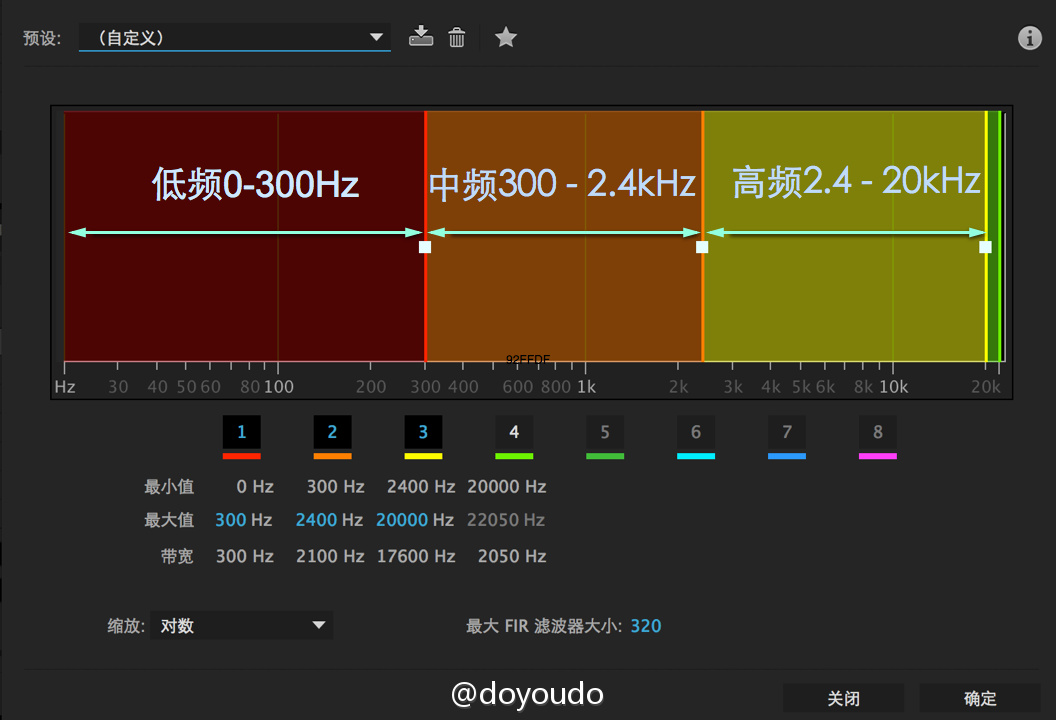 预设: （自定义）
低频0-300Hz 中频300 - 2.4kHz 高频2.4 - 20kHz
92FFDF
Hz 30 40 50 60 80 100 200 300 400 600 800 1k 2k 3k 4k 5k 6k 8k 10k 20k
1 2 3 4 5 6 7 8
最小值 0 Hz 300 Hz 2400 Hz 20000 Hz
最大值 300 Hz 2400 Hz 20000 Hz 22050 Hz
带宽 300 Hz 2100 Hz 17600 Hz 2050 Hz
缩放: 对数 最大 FIR 滤波器大小: 320
@doyoudo
关闭 确定